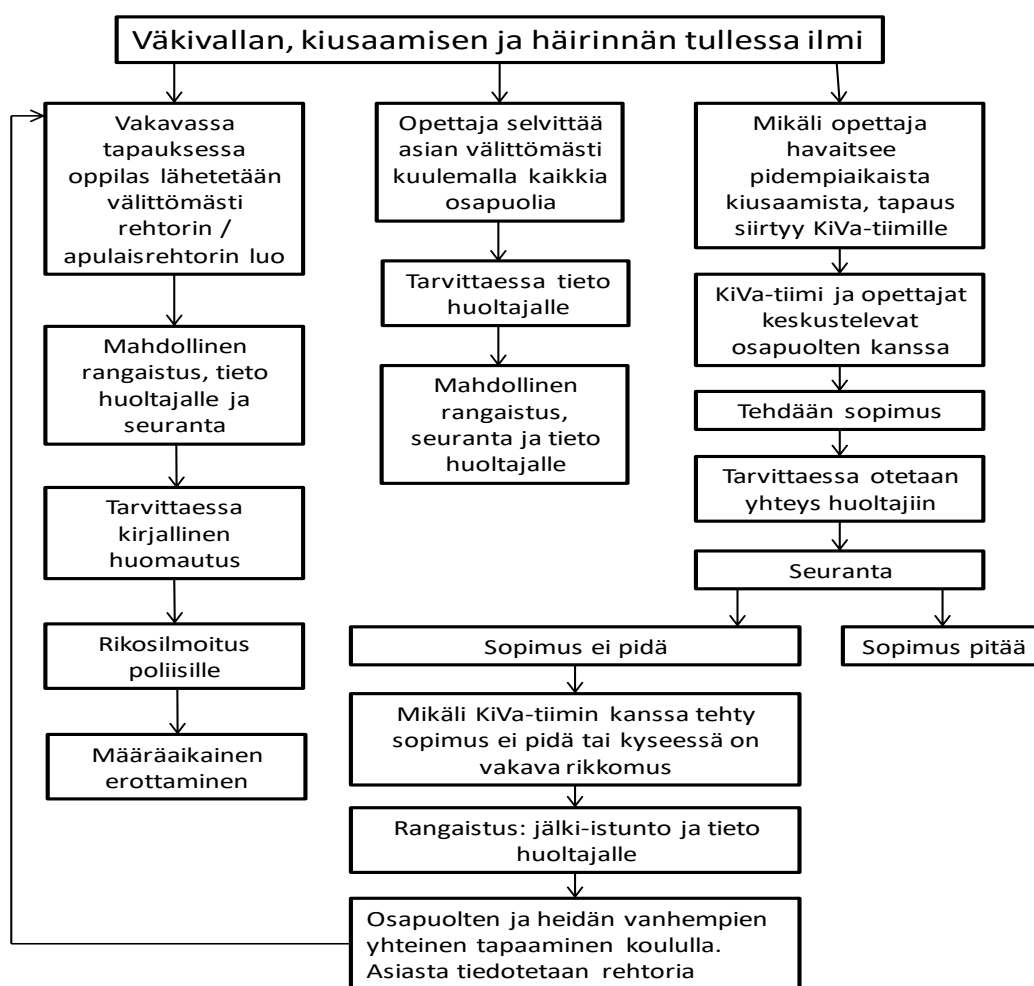 Väkivallan, kiusaamisen ja häirinnän tullessa ilmi
Vakavassa
tapauksessa
oppilas lähetetään
välittömästi
rehtorin /
apulaisrehtorin luo
Mahdollinen
rangaistus, tieto
huoltajalle ja
seuranta
Tarvittaessa
kirjallinen
huomautus
Rikosilmoitus
poliisille
Määräaikainen
erottaminen
Opettaja selvittää
asian välittömästi
kuulemalla kaikkia
osapuolia
Tarvittaessa tieto
huoltajalle
Mahdollinen
rangaistus,
seuranta ja tieto
huoltajalle
Mikäli opettaja
havaitsee
pidempiaikaista
kiusaamista, tapaus
siirtyy KiVa-tiimille
KiVa-tiimi ja opettajat
keskustelevat
osapuolten kanssa
Tehdään sopimus
Tarvittaessa otetaan
yhteys huoltajiin
Seuranta
Sopimus ei pidä
Sopimus pitää
Mikäli KiVa-tiimin kanssa tehty
sopimus ei pidä tai kyseessä on
vakava rikkomus
Rangaistus: jälki-istunto ja tieto
huoltajalle
Osapuolten ja heidän vanhempien
yhteinen tapaaminen koululla.
Asiasta tiedotetaan rehtoria